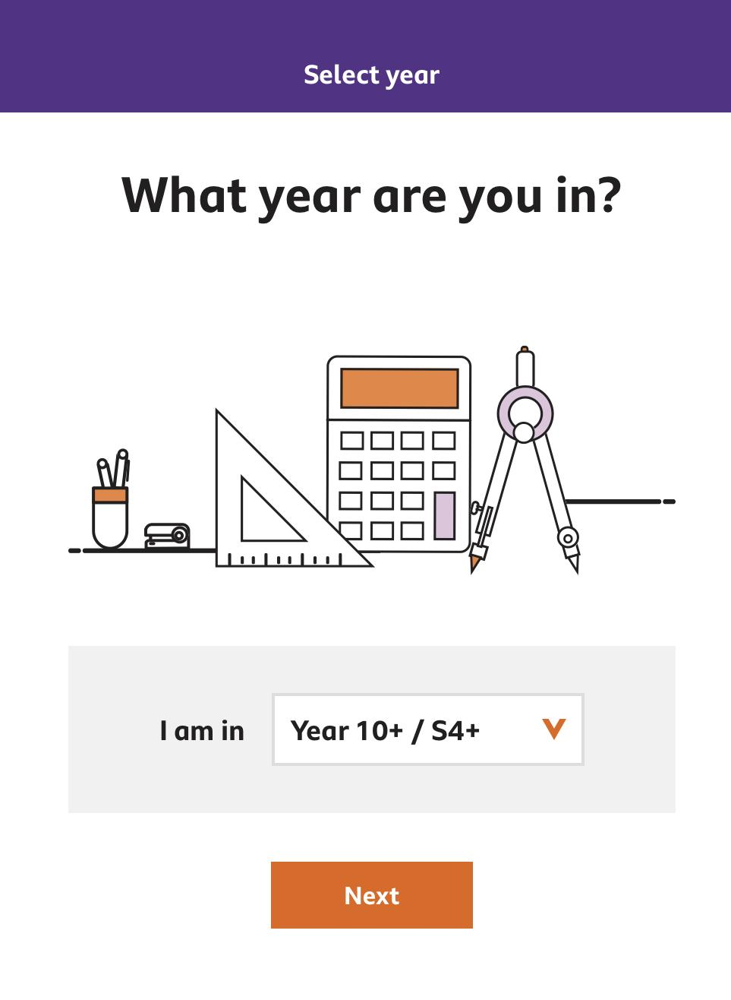 Select year
What year are you in?
I am in
Year 10+ / S4+
Next